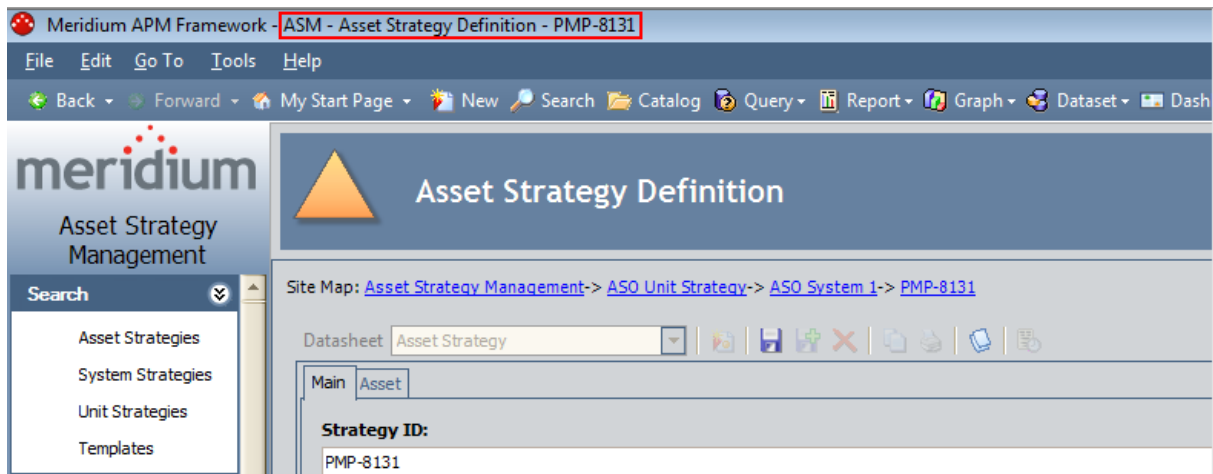 Meridium APM Framework - ASM - Asset Strategy Definition - PMP-8131
File Edit Go To Tools Help
Back Forward My Start Page New Search Catalog Query Report Graph Dataset Dash
meridium
Asset Strategy
Management
Asset Strategy Definition
Search
Site Map: Asset Strategy Management-> ASO Unit Strategy-> ASO System 1-> PMP-8131
Asset Strategies
Datasheet Asset Strategy
System Strategies
Main Asset
Unit Strategies
Strategy ID:
Templates
PMP-8131